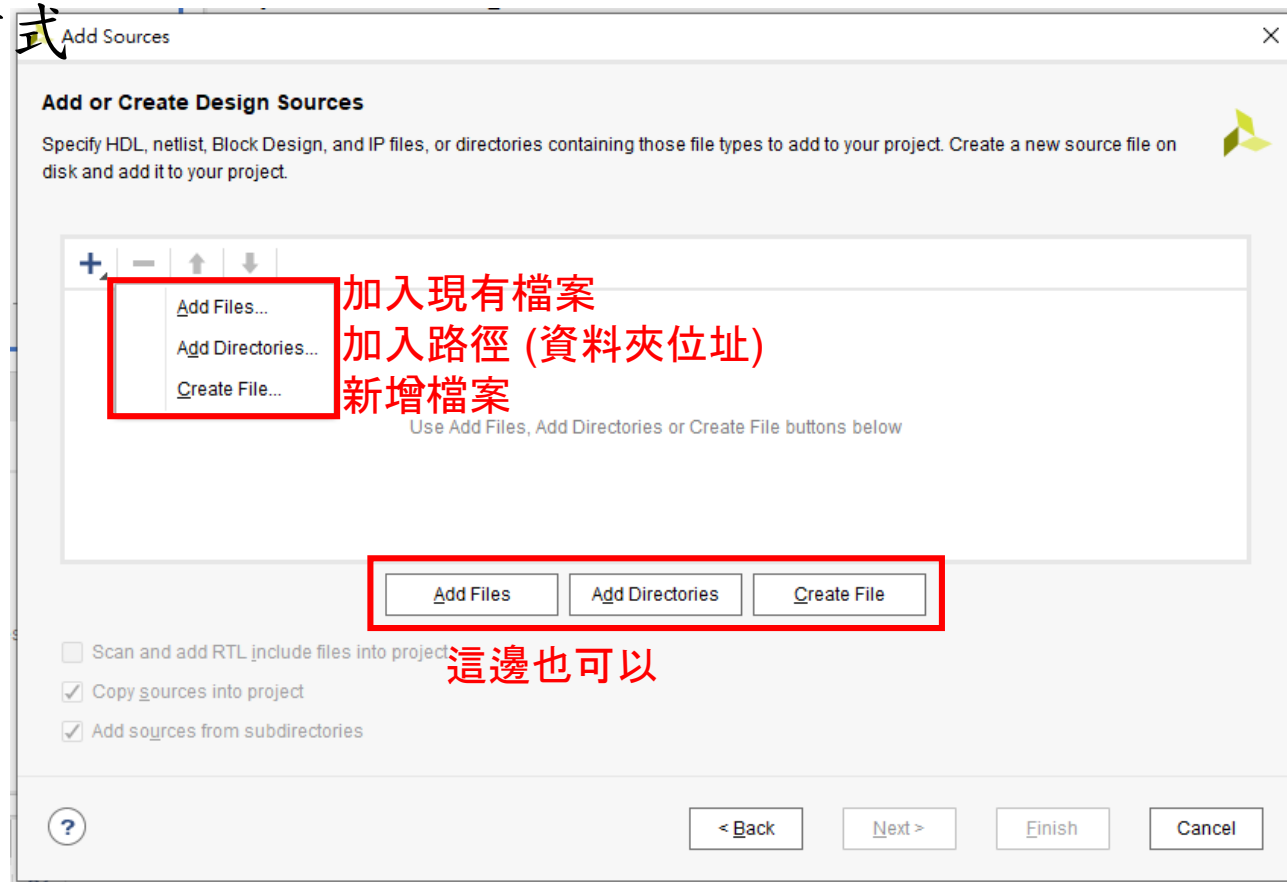 式
Add Sources
Add or Create Design Sources
Specify HDL, netlist, Block Design, and IP files, or directories containing those file types to add to your project. Create a new source file on
disk and add it to your project.
Add Files...
加入現有檔案
Add Directories...
加入路徑 (資料夾位址)
Create File...
新增檔案
Use Add Files, Add Directories or Create File buttons below
Add Files
Add Directories
Create File
Scan and add RTL include files into project
這邊也可以
Copy sources into project
Add sources from subdirectories
?
< Back
Next >
Finish
Cancel